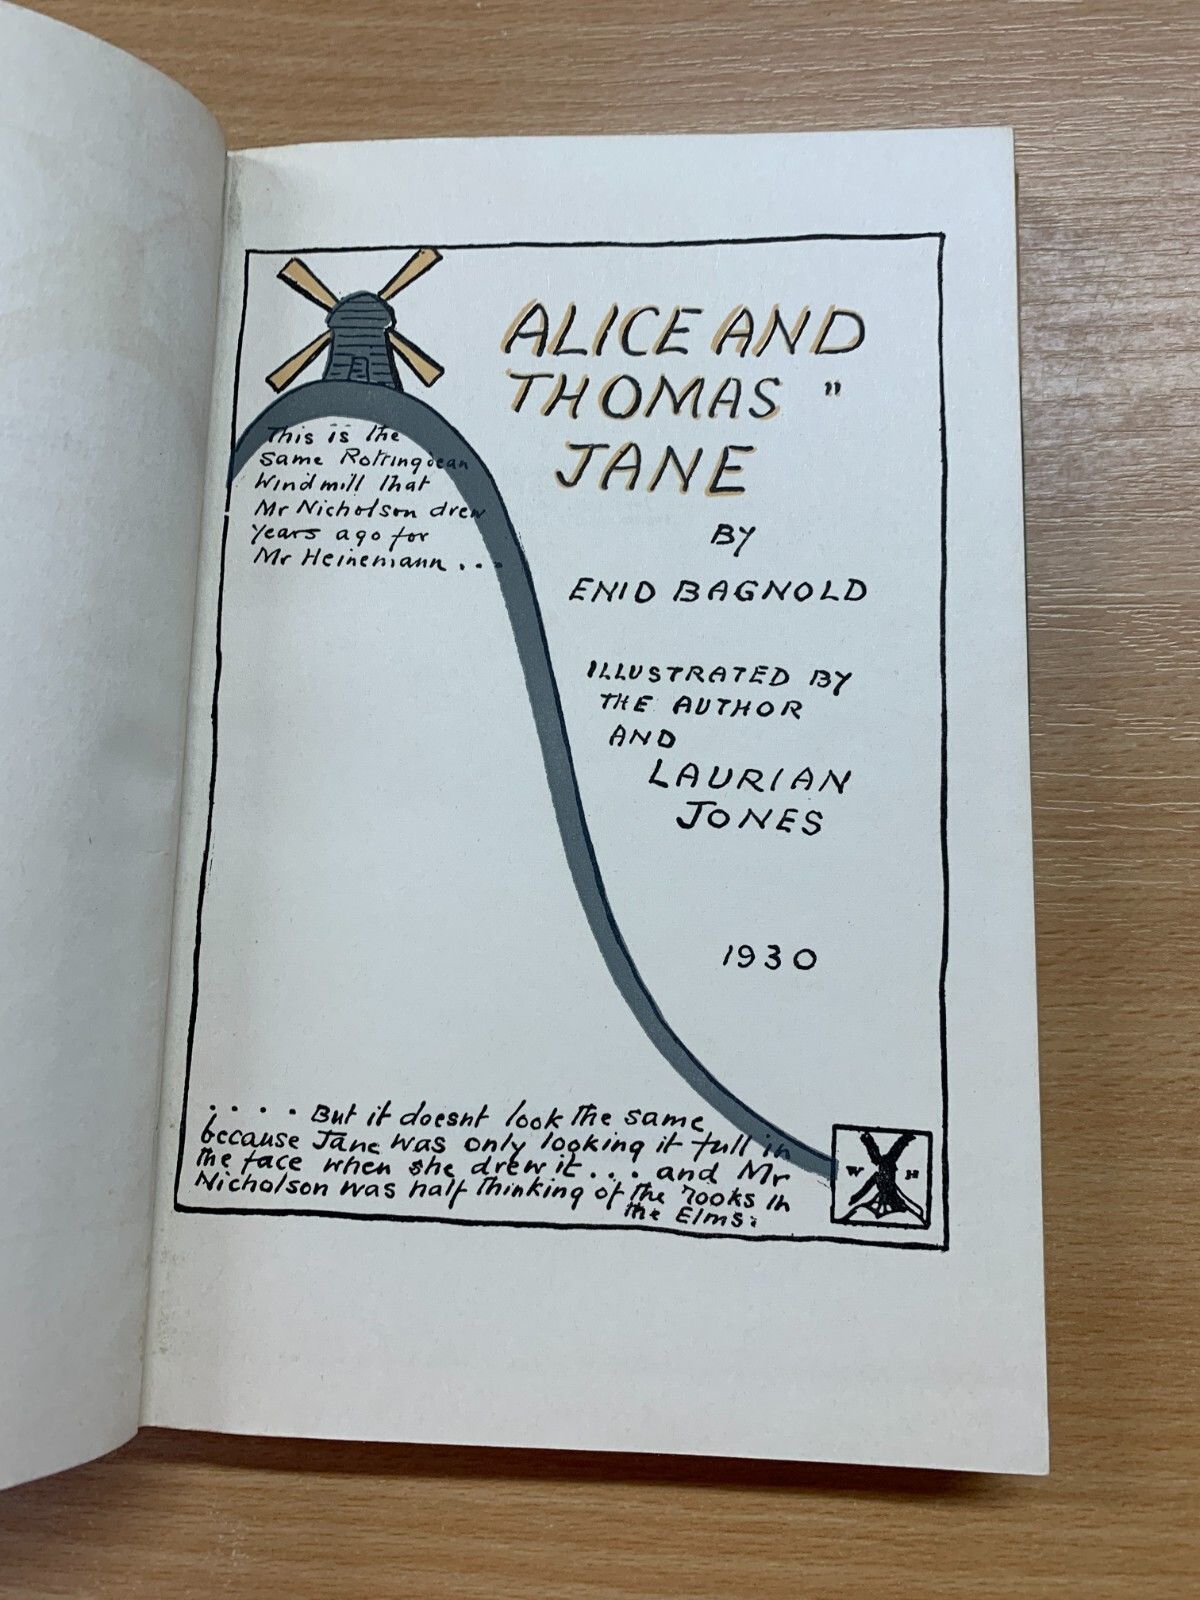 ALICE AND
THOMAS "
JANE
BY
ENID BAGNOLD
ILLUSTRATED BY
THE AUTHOR
AND
LAURIAN
JONES
1930
This is the
same Rottingdean
Windmill that
Mr Nicholson drew
years ago for
Mr Heinemann . . .
. . . . But it doesnt look the same
because Jane was only looking it full in
the face when she drew it . . . and Mr
Nicholson was half thinking of the rooks in
the Elms.
W H